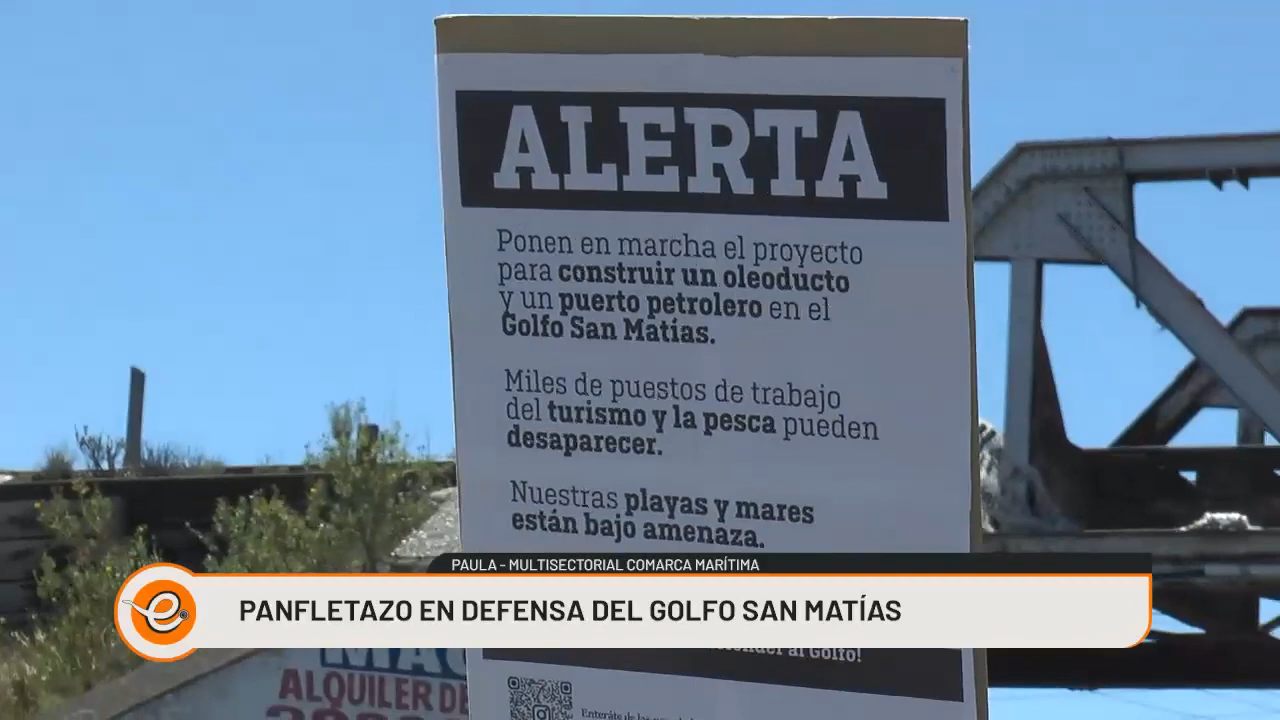 ALERTA
Ponen en marcha el proyecto
para construir un oleoducto
y un puerto petrolero en el
Golfo San Matías.
Miles de puestos de trabajo
del turismo y la pesca pueden
desaparecer.
Nuestras playas y mares
están bajo amenaza.
PAULA - MULTISECTORIAL COMARCA MARÍTIMA
PANFLETAZO EN DEFENSA DEL GOLFO SAN MATÍAS
al Golfo!
ALQUILER DE